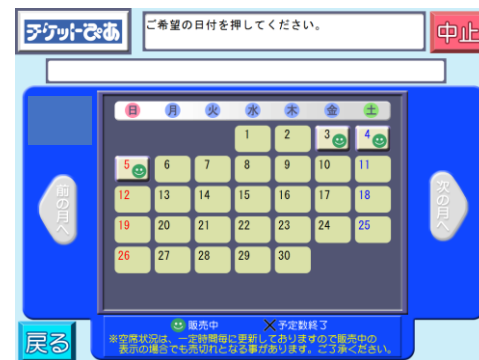 チケットぴあ
ご希望の日付を押してください。
中止
日 月 火 水 木 金 土
1 2 3 4
5 6 7 8 9 10 11
12 13 14 15 16 17 18
19 20 21 22 23 24 25
26 27 28 29 30
前の月へ
次の月へ
販売中 ×予定数終了
※空席状況は、一定時間毎に更新しておりますので販売中の
表示の場合でも売切れとなる事があります。ご了承ください。
戻る